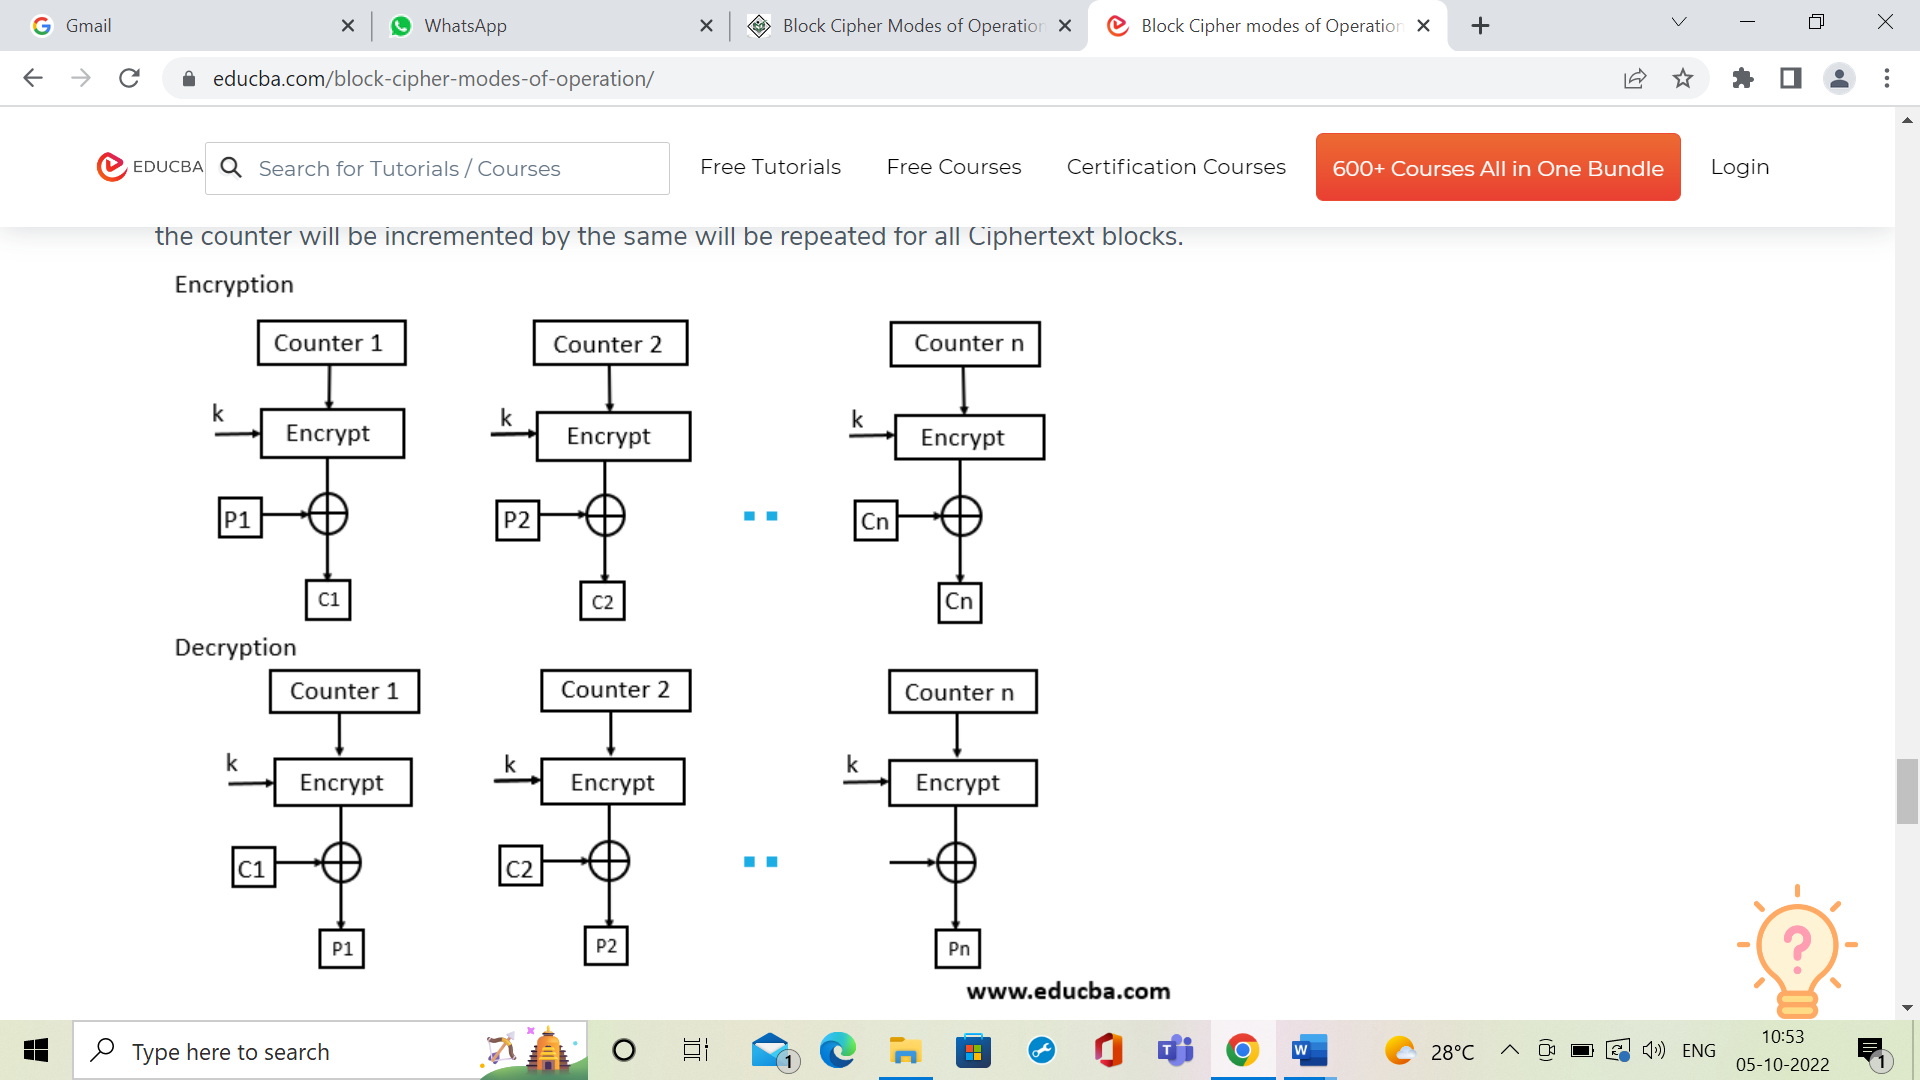 Gmail
WhatsApp
Block Cipher Modes of Operation
Block Cipher modes of Operation
educba.com/block-cipher-modes-of-operation/
EDUCBA
Search for Tutorials / Courses
Free Tutorials
Free Courses
Certification Courses
600+ Courses All in One Bundle
Login
the counter will be incremented by the same will be repeated for all Ciphertext blocks.
Encryption
Counter 1
Counter 2
Counter n
k
Encrypt
k
Encrypt
k
Encrypt
P1
P2
Cn
C1
C2
Cn
Decryption
Counter 1
Counter 2
Counter n
k
Encrypt
k
Encrypt
k
Encrypt
C1
C2
P1
P2
Pn
www.educba.com
?
Type here to search
1
W
28°C
ENG
10:53
05-10-2022
1